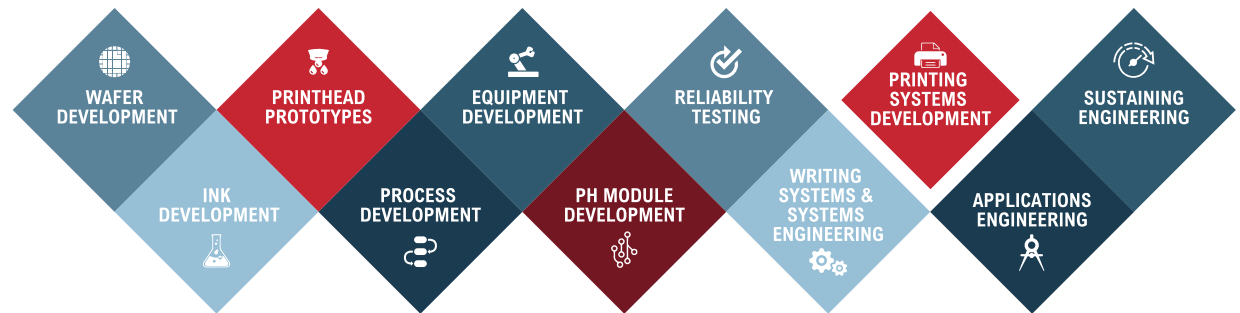 WAFER
DEVELOPMENT
INK
DEVELOPMENT
PRINTHEAD
PROTOTYPES
PROCESS
DEVELOPMENT
EQUIPMENT
DEVELOPMENT
PH MODULE
DEVELOPMENT
RELIABILITY
TESTING
WRITING
SYSTEMS &
SYSTEMS
ENGINEERING
PRINTING
SYSTEMS
DEVELOPMENT
APPLICATIONS
ENGINEERING
SUSTAINING
ENGINEERING